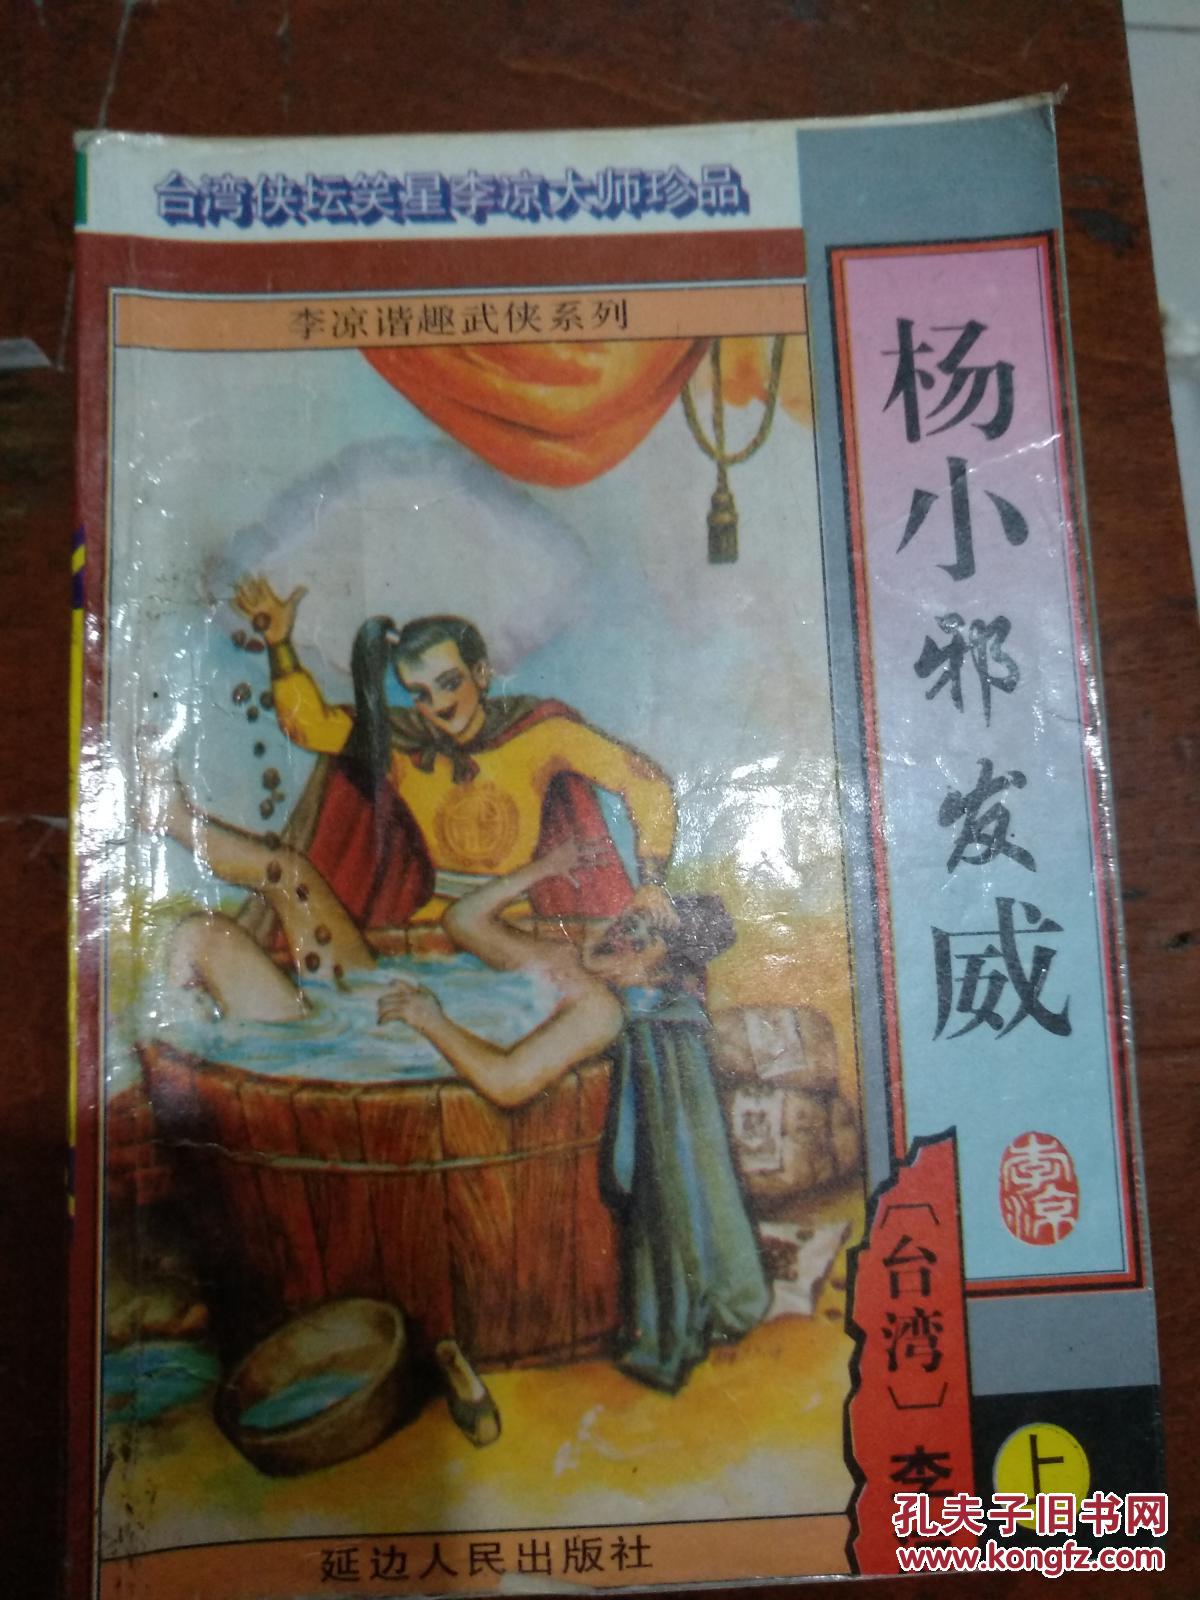 台湾侠坛笑星李凉大师珍品
李凉谐趣武侠系列
杨小邪发威
李凉
〔台湾〕李
上
延边人民出版社
孔夫子旧书网
www.kongfz.com